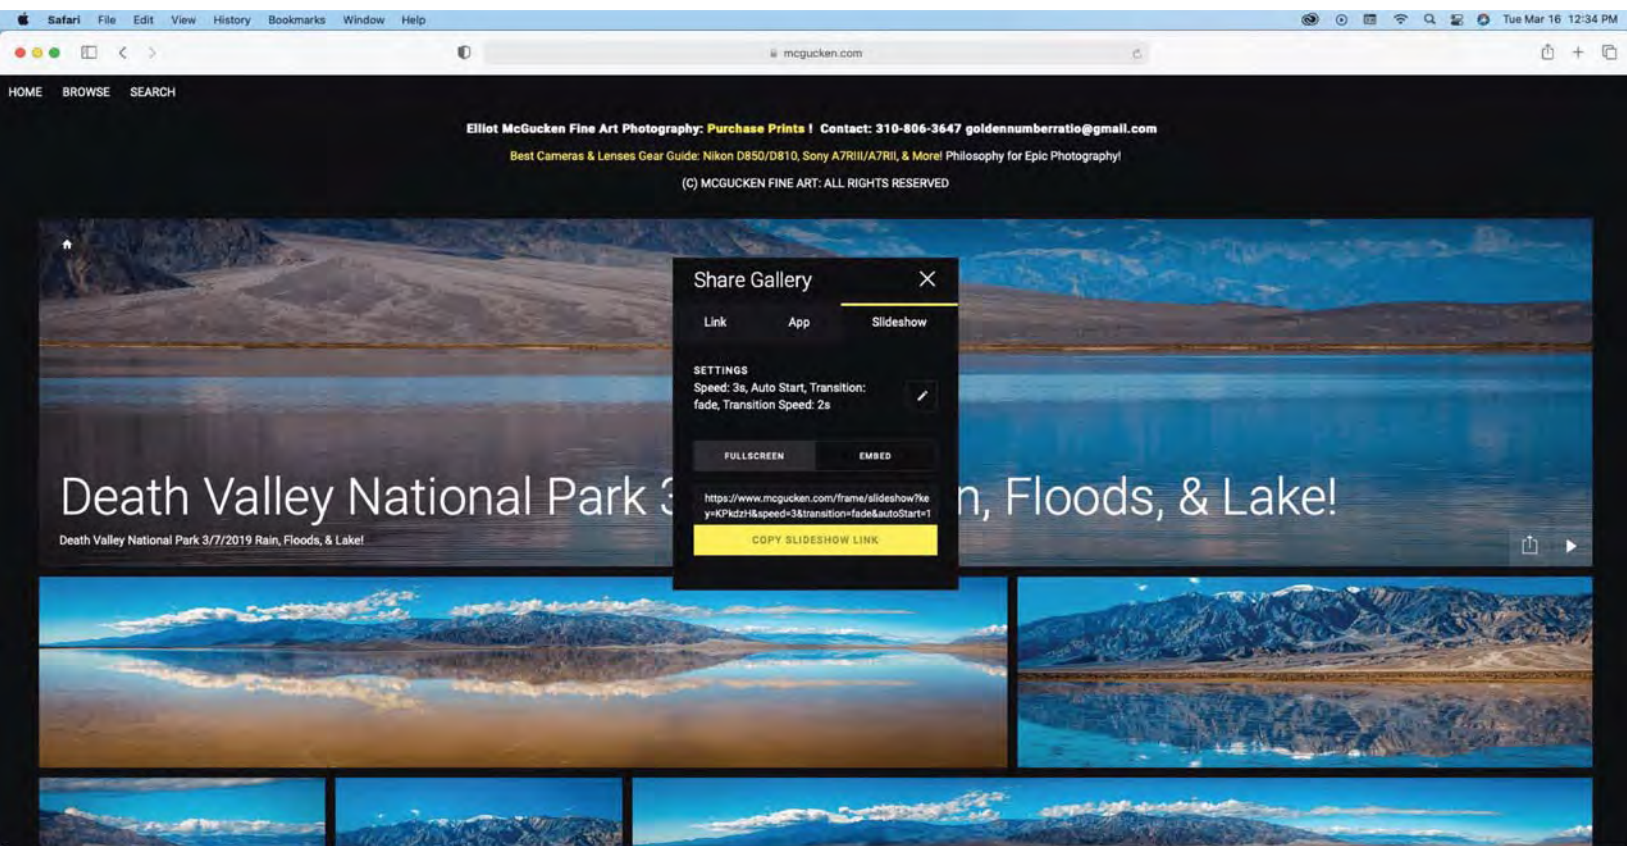 Safari File Edit View History Bookmarks Window Help
Tue Mar 16 12:34 PM
mcgucken.com
HOME BROWSE SEARCH
Elliot McGucken Fine Art Photography: Purchase Prints ! Contact: 310-806-3647 goldennumberratio@gmail.com
Best Cameras & Lenses Gear Guide: Nikon D850/D810, Sony A7RIII/A7RII, & More! Philosophy for Epic Photography!
(C) MCGUCKEN FINE ART: ALL RIGHTS RESERVED
Share Gallery
Link App Slideshow
SETTINGS
Speed: 3s, Auto Start, Transition:
fade, Transition Speed: 2s
FULLSCREEN EMBED
https://www.mcgucken.com/frame/slideshow?ke
y=KPkdzH&speed=3&transition=fade&autoStart=1
COPY SLIDESHOW LINK
Death Valley National Park 3 n, Floods, & Lake!
Death Valley National Park 3/7/2019 Rain, Floods, & Lake!